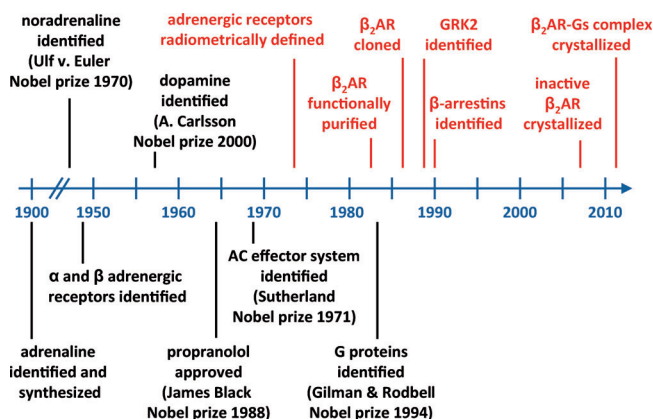 noradrenaline
identified
(Ulf v. Euler
Nobel prize 1970)
dopamine
identified
(A. Carlsson
Nobel prize 2000)
adrenergic receptors
radiometrically defined
β₂AR
functionally
purified
β₂AR
cloned
GRK2
identified
β-arrestins
identified
inactive
β₂AR
crystallized
β₂AR-Gs complex
crystallized
1900
1950
1960
1970
1980
1990
2000
2010
adrenaline
identified and
synthesized
α and β adrenergic
receptors identified
propranolol
approved
(James Black
Nobel prize 1988)
AC effector system
identified
(Sutherland
Nobel prize 1971)
G proteins
identified
(Gilman & Rodbell
Nobel prize 1994)